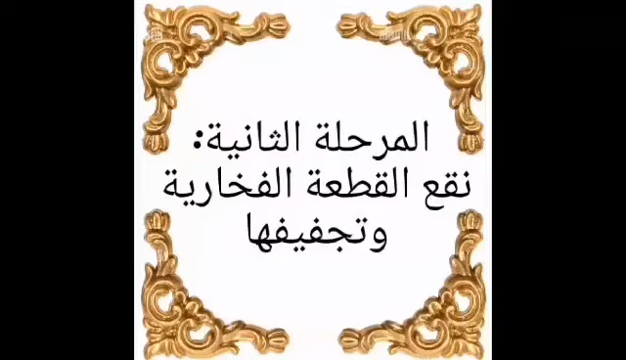 المرحلة الثانية:
نقع القطعة الفخارية
وتجفيفها